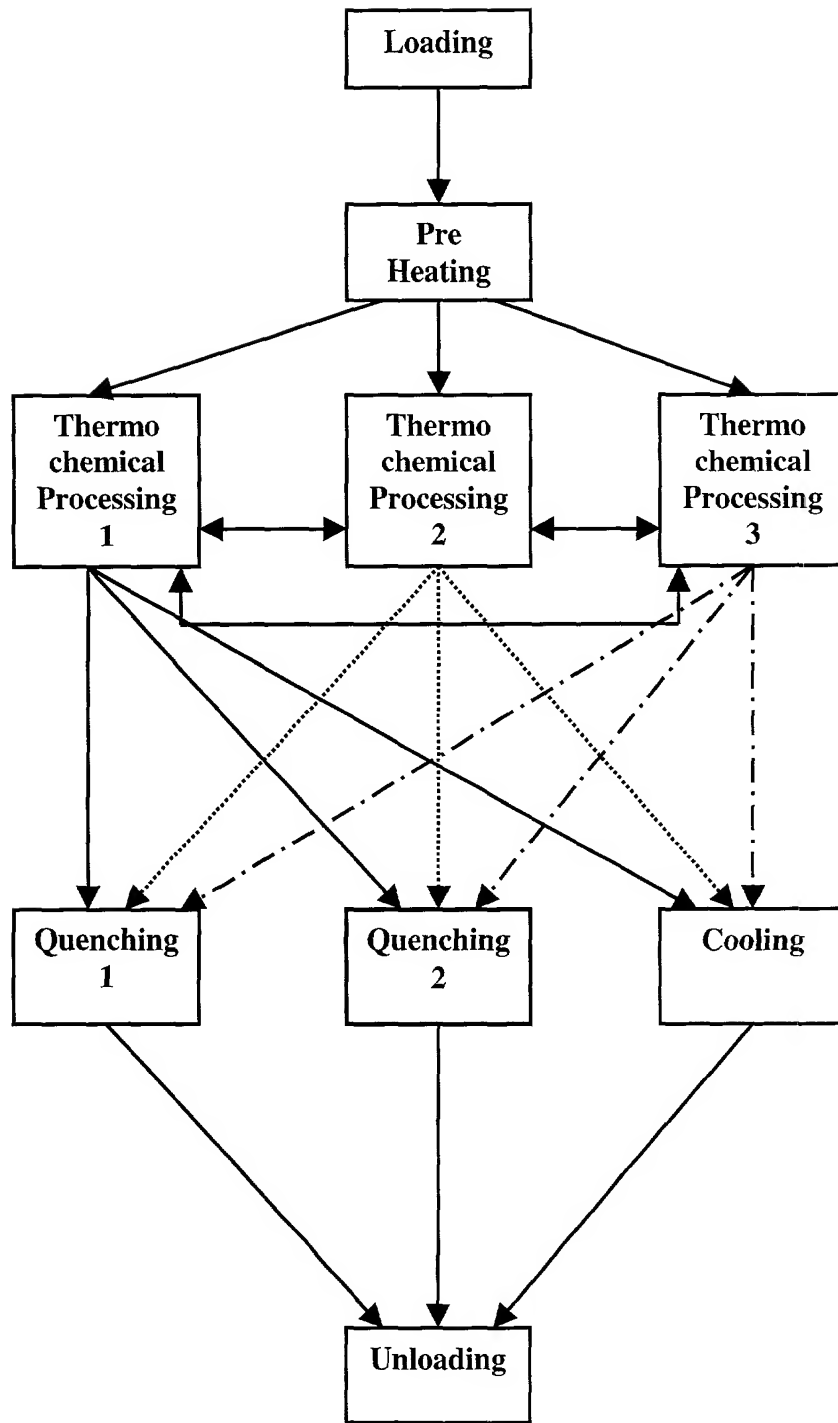 Loading
Pre
Heating
Thermo
chemical
Processing
1
Thermo
chemical
Processing
2
Thermo
chemical
Processing
3
Quenching
1
Quenching
2
Cooling
Unloading